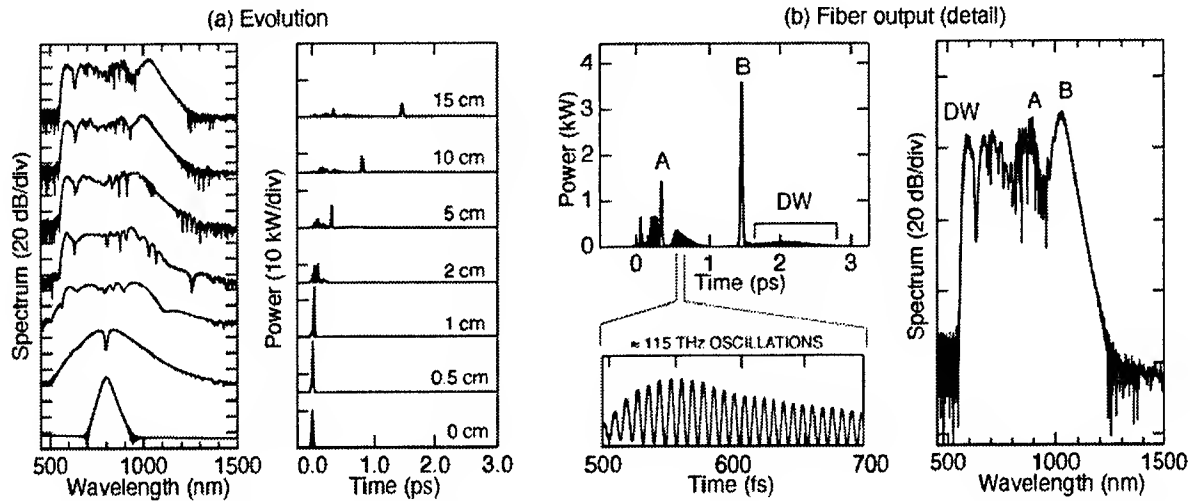 (a) Evolution
Spectrum (20 dB/div)
500 1000 1500
Wavelength (nm)
Power (10 kW/div)
15 cm
10 cm
5 cm
2 cm
1 cm
0.5 cm
0 cm
0.0 1.0 2.0 3.0
Time (ps)
(b) Fiber output (detail)
Power (kW)
4
3
2
1
0
A
B
DW
0 1 2 3
Time (ps)
≈ 115 THz OSCILLATIONS
500 600 700
Time (fs)
Spectrum (20 dB/div)
DW
A
B
500 1000 1500
Wavelength (nm)